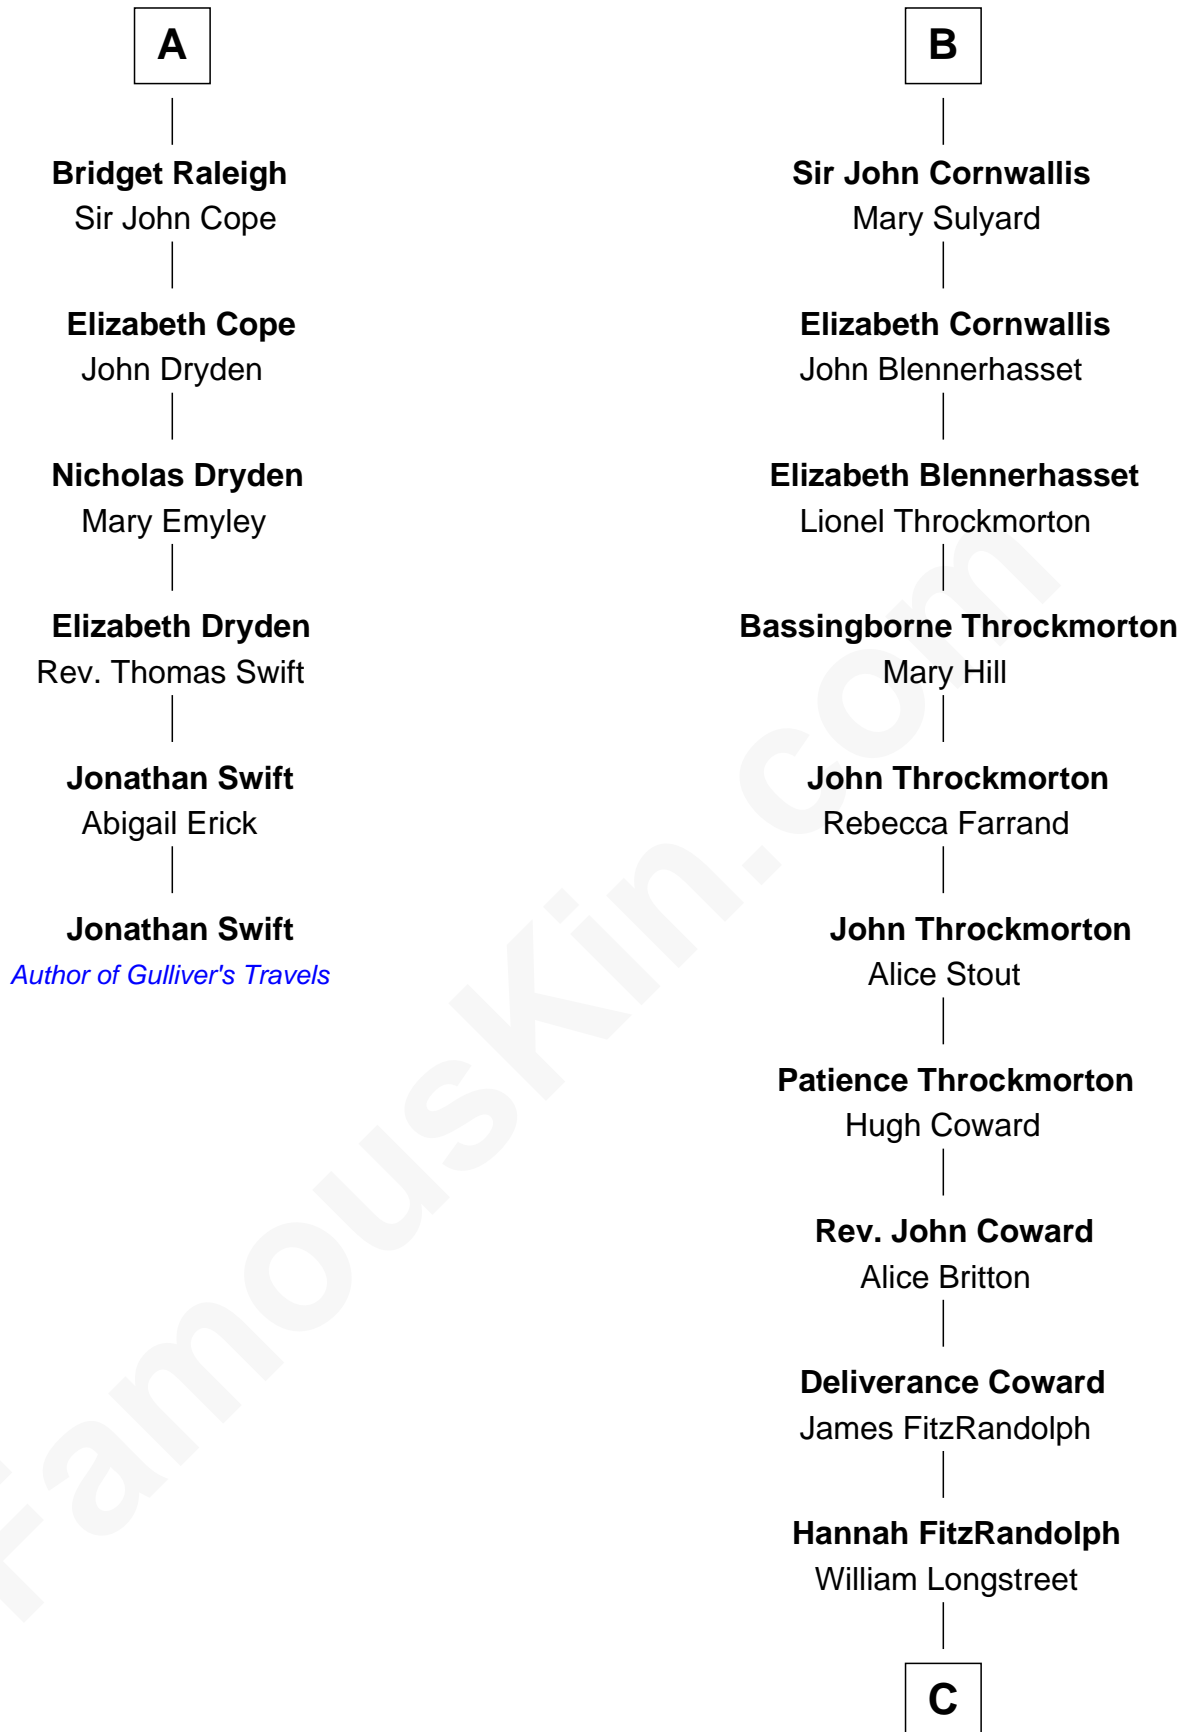 A
Bridget Raleigh
Sir John Cope
Elizabeth Cope
John Dryden
Nicholas Dryden
Mary Emyley
Elizabeth Dryden
Rev. Thomas Swift
Jonathan Swift
Abigail Erick
Jonathan Swift
Author of Gulliver's Travels
B
Sir John Cornwallis
Mary Sulyard
Elizabeth Cornwallis
John Blennerhasset
Elizabeth Blennerhasset
Lionel Throckmorton
Bassingborne Throckmorton
Mary Hill
John Throckmorton
Rebecca Farrand
John Throckmorton
Alice Stout
Patience Throckmorton
Hugh Coward
Rev. John Coward
Alice Britton
Deliverance Coward
James FitzRandolph
Hannah FitzRandolph
William Longstreet
C
FamousKin.com